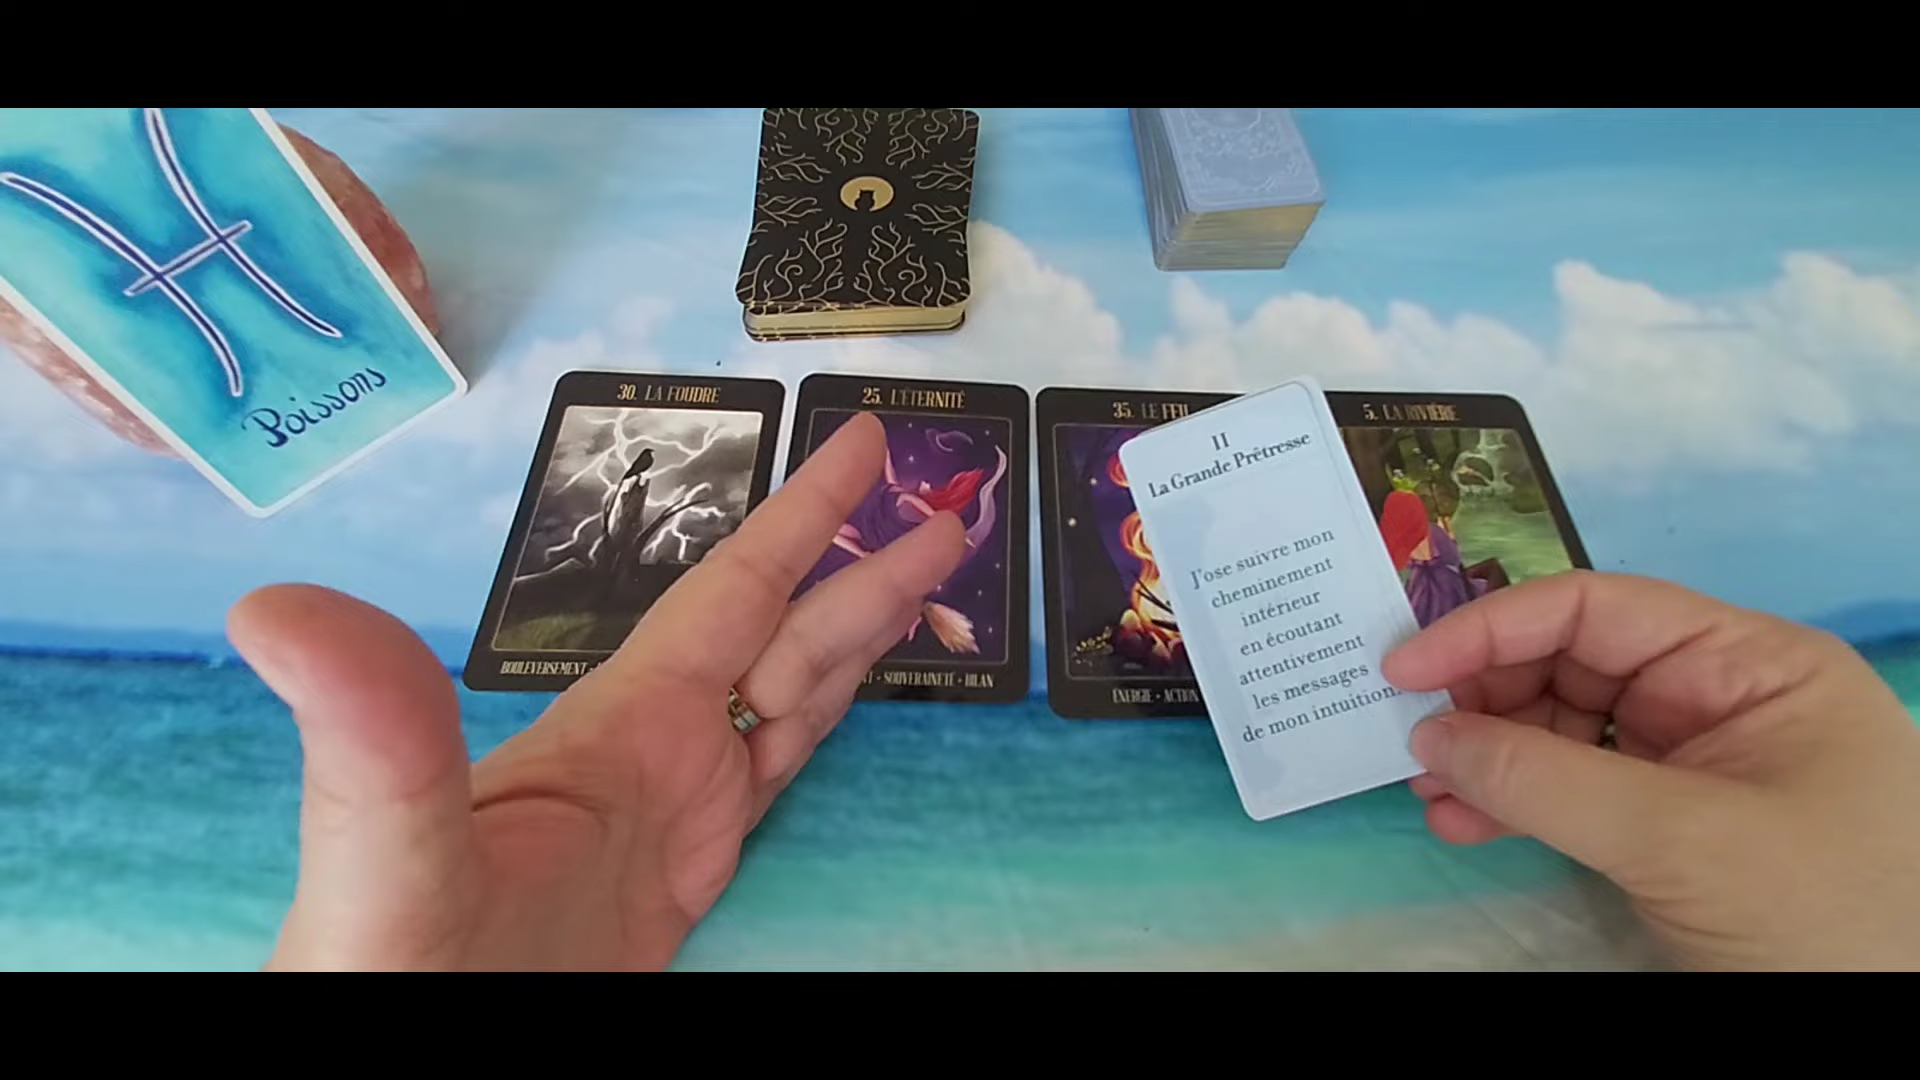 Poissons
30. LA FOUDRE
BOULEVERSEMENT
25. L'ÉTERNITÉ
• SOUVERAINETÉ • BILAN
35. LE FEU
ÉNERGIE • ACTION
5. LA RIVIÈRE
II
La Grande Prêtresse
J'ose suivre mon
cheminement
intérieur
en écoutant
attentivement
les messages
de mon intuition.